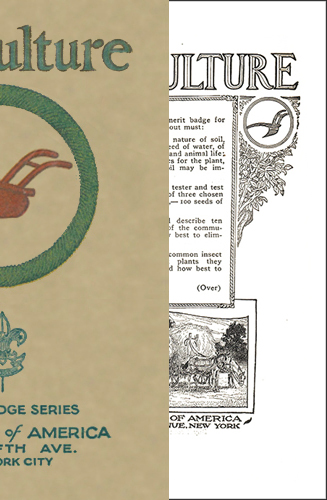 ulture
DGE SERIES
of AMERICA
FTH AVE.
ORK CITY
ULTURE
nerit badge for
out must:
nature of soil,
eed of water, of
and animal life;
es for the plant,
oil may be im-
tester and test
of three chosen
,—100 seeds of
d describe ten
of the commu-
y best to elim-
common insect
plants they
d how best to
(Over)
OF AMERICA
UE, NEW YORK